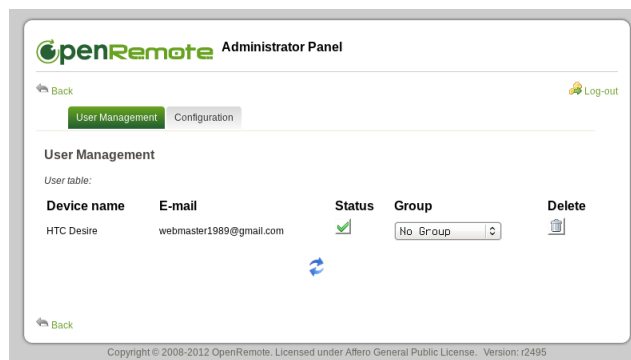 OpenRemote Administrator Panel
Back Log-out
User Management Configuration
User Management
User table:
Device name E-mail Status Group Delete
HTC Desire webmaster1989@gmail.com No Group
Back
Copyright © 2008-2012 OpenRemote. Licensed under Affero General Public License. Version: r2495